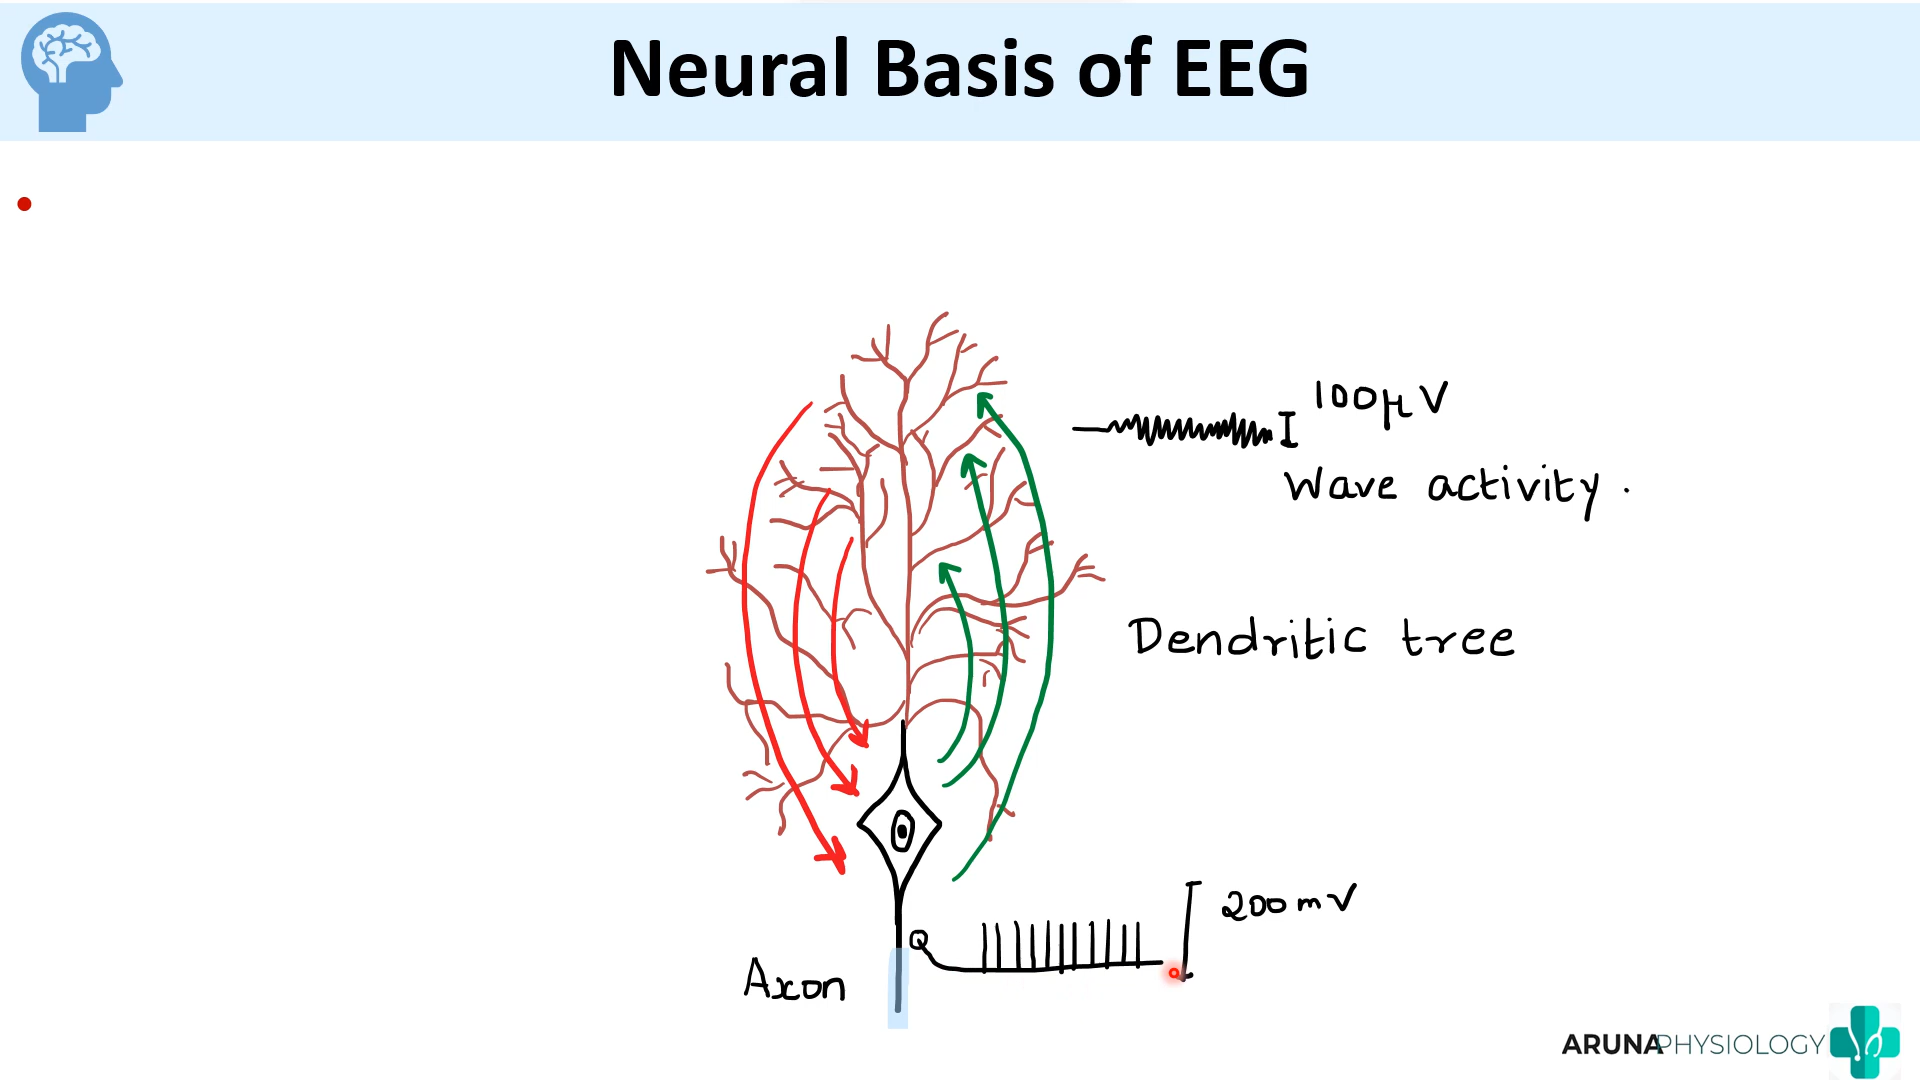 Neural Basis of EEG
100μV
Wave activity.
Dendritic tree
200mV
Axon
ARUNAPHYSIOLOGY